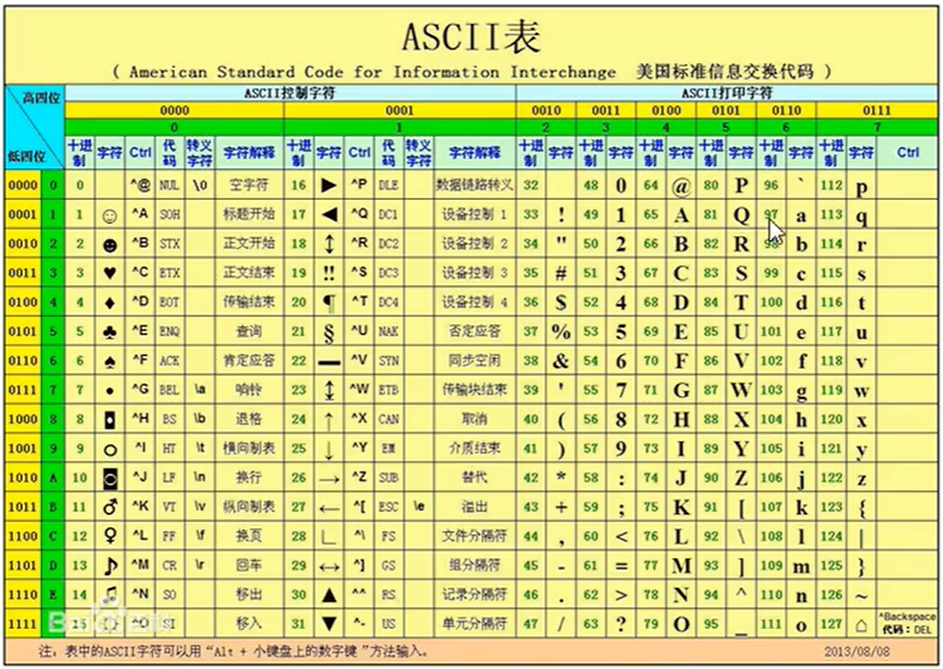 ASCII表
( American Standard Code for Information Interchange 美国标准信息交换代码 )
高四位 ASCII控制字符 ASCII打印字符
0000 0001 0010 0011 0100 0101 0110 0111
0 1 2 3 4 5 6 7
低四位 十进制 字符 Ctrl 代码 转义字符 字符解释 十进制 字符 Ctrl 代码 转义字符 字符解释 十进制 字符 十进制 字符 十进制 字符 十进制 字符 十进制 字符 十进制 字符 Ctrl
0000 0 0 ^@ NUL \0 空字符 16 ► ^P DLE 数据链路转义 32 48 0 64 @ 80 P 96 ` 112 p
0001 1 1 ☺ ^A SOH 标题开始 17 ◄ ^Q DC1 设备控制 1 33 ! 49 1 65 A 81 Q 97 a 113 q
0010 2 2 ☻ ^B STX 正文开始 18 ↕ ^R DC2 设备控制 2 34 " 50 2 66 B 82 R 98 b 114 r
0011 3 3 ♥ ^C ETX 正文结束 19 ‼ ^S DC3 设备控制 3 35 # 51 3 67 C 83 S 99 c 115 s
0100 4 4 ♦ ^D EOT 传输结束 20 ¶ ^T DC4 设备控制 4 36 $ 52 4 68 D 84 T 100 d 116 t
0101 5 5 ♣ ^E ENQ 查询 21 § ^U NAK 否定应答 37 % 53 5 69 E 85 U 101 e 117 u
0110 6 6 ♠ ^F ACK 肯定应答 22 ▬ ^V SYN 同步空闲 38 & 54 6 70 F 86 V 102 f 118 v
0111 7 7 • ^G BEL \a 响铃 23 ↨ ^W ETB 传输块结束 39 ' 55 7 71 G 87 W 103 g 119 w
1000 8 8 ◘ ^H BS \b 退格 24 ↑ ^X CAN 取消 40 ( 56 8 72 H 88 X 104 h 120 x
1001 9 9 ○ ^I HT \t 横向制表 25 ↓ ^Y EM 介质结束 41 ) 57 9 73 I 89 Y 105 i 121 y
1010 A 10 ◙ ^J LF \n 换行 26 → ^Z SUB 替代 42 * 58 : 74 J 90 Z 106 j 122 z
1011 B 11 ♂ ^K VT \v 纵向制表 27 ← ^[ ESC \e 溢出 43 + 59 ; 75 K 91 [ 107 k 123 {
1100 C 12 ♀ ^L FF \f 换页 28 ∟ ^\ FS 文件分隔符 44 , 60 < 76 L 92 \ 108 l 124 |
1101 D 13 ♪ ^M CR \r 回车 29 ↔ ^] GS 组分隔符 45 - 61 = 77 M 93 ] 109 m 125 }
1110 E 14 ♫ ^N SO 移出 30 ▲ ^^ RS 记录分隔符 46 . 62 > 78 N 94 ^ 110 n 126 ~
1111 F 15 ^O SI 移入 31 ▼ ^- US 单元分隔符 47 / 63 ? 79 O 95 _ 111 o 127 ⌂ ^Backspace 代码: DEL
注：表中的ASCII字符可以用"Alt + 小键盘上的数字键"方法输入。 2013/08/08